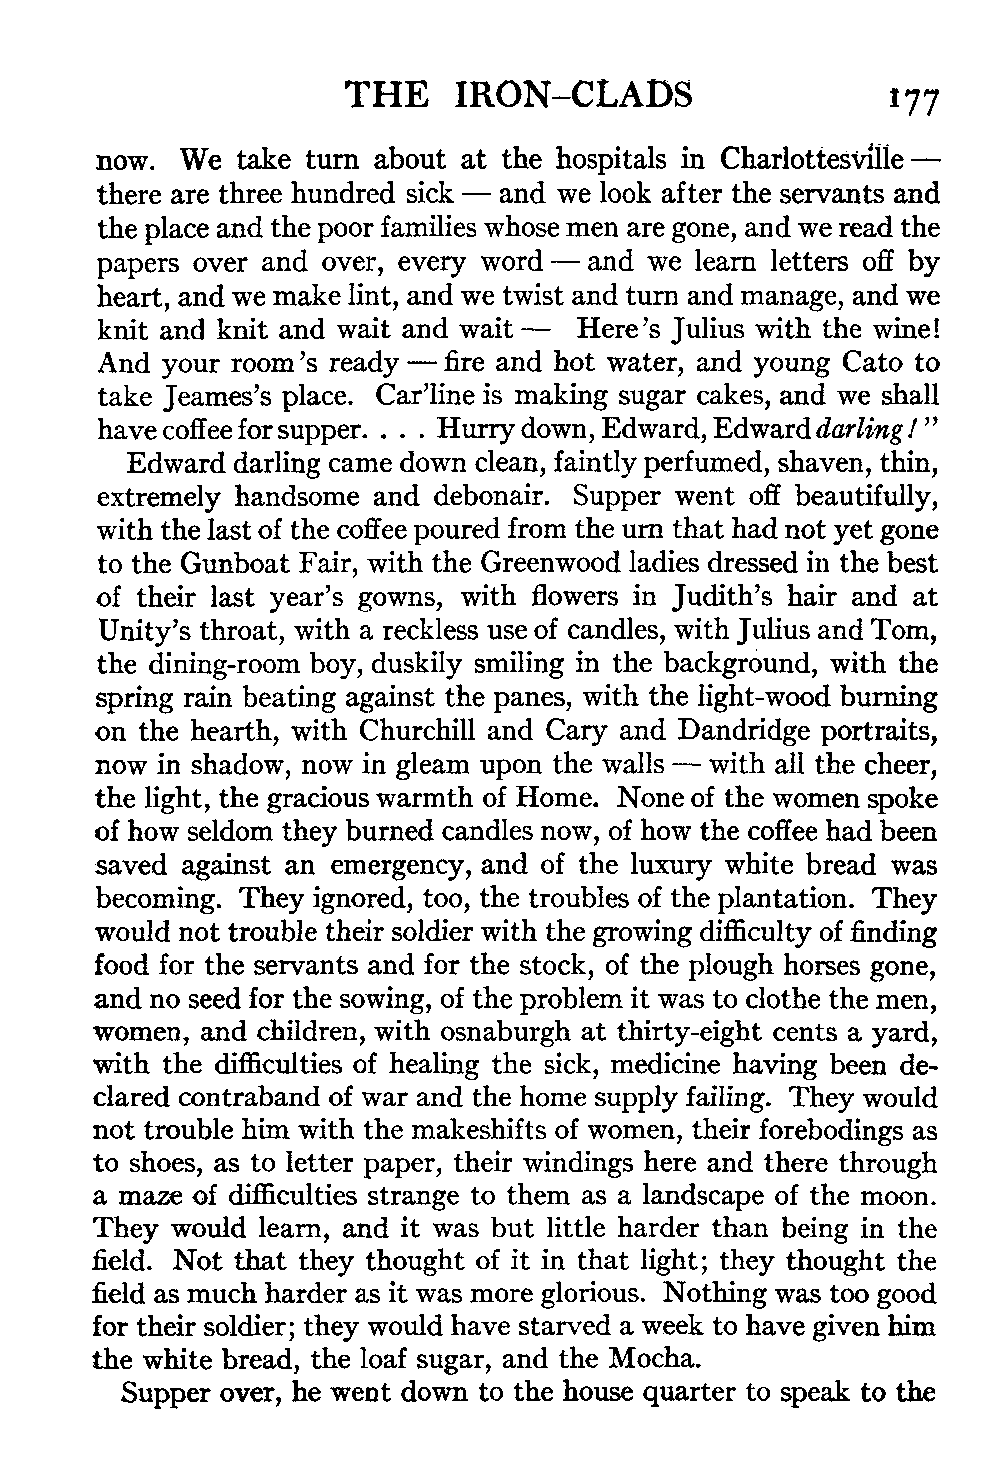 THE IRON-CLADS 177
now. We take turn about at the hospitals in Charlottesville —
there are three hundred sick — and we look after the servants and
the place and the poor families whose men are gone, and we read the
papers over and over, every word — and we learn letters off by
heart, and we make lint, and we twist and turn and manage, and we
knit and knit and wait and wait — Here's Julius with the wine!
And your room's ready — fire and hot water, and young Cato to
take Jeames's place. Car'line is making sugar cakes, and we shall
have coffee for supper. . . . Hurry down, Edward, Edward darling!"
Edward darling came down clean, faintly perfumed, shaven, thin,
extremely handsome and debonair. Supper went off beautifully,
with the last of the coffee poured from the urn that had not yet gone
to the Gunboat Fair, with the Greenwood ladies dressed in the best
of their last year's gowns, with flowers in Judith's hair and at
Unity's throat, with a reckless use of candles, with Julius and Tom,
the dining-room boy, duskily smiling in the background, with the
spring rain beating against the panes, with the light-wood burning
on the hearth, with Churchill and Cary and Dandridge portraits,
now in shadow, now in gleam upon the walls — with all the cheer,
the light, the gracious warmth of Home. None of the women spoke
of how seldom they burned candles now, of how the coffee had been
saved against an emergency, and of the luxury white bread was
becoming. They ignored, too, the troubles of the plantation. They
would not trouble their soldier with the growing difficulty of finding
food for the servants and for the stock, of the plough horses gone,
and no seed for the sowing, of the problem it was to clothe the men,
women, and children, with osnaburgh at thirty-eight cents a yard,
with the difficulties of healing the sick, medicine having been de-
clared contraband of war and the home supply failing. They would
not trouble him with the makeshifts of women, their forebodings as
to shoes, as to letter paper, their windings here and there through
a maze of difficulties strange to them as a landscape of the moon.
They would learn, and it was but little harder than being in the
field. Not that they thought of it in that light; they thought the
field as much harder as it was more glorious. Nothing was too good
for their soldier; they would have starved a week to have given him
the white bread, the loaf sugar, and the Mocha.
Supper over, he went down to the house quarter to speak to the